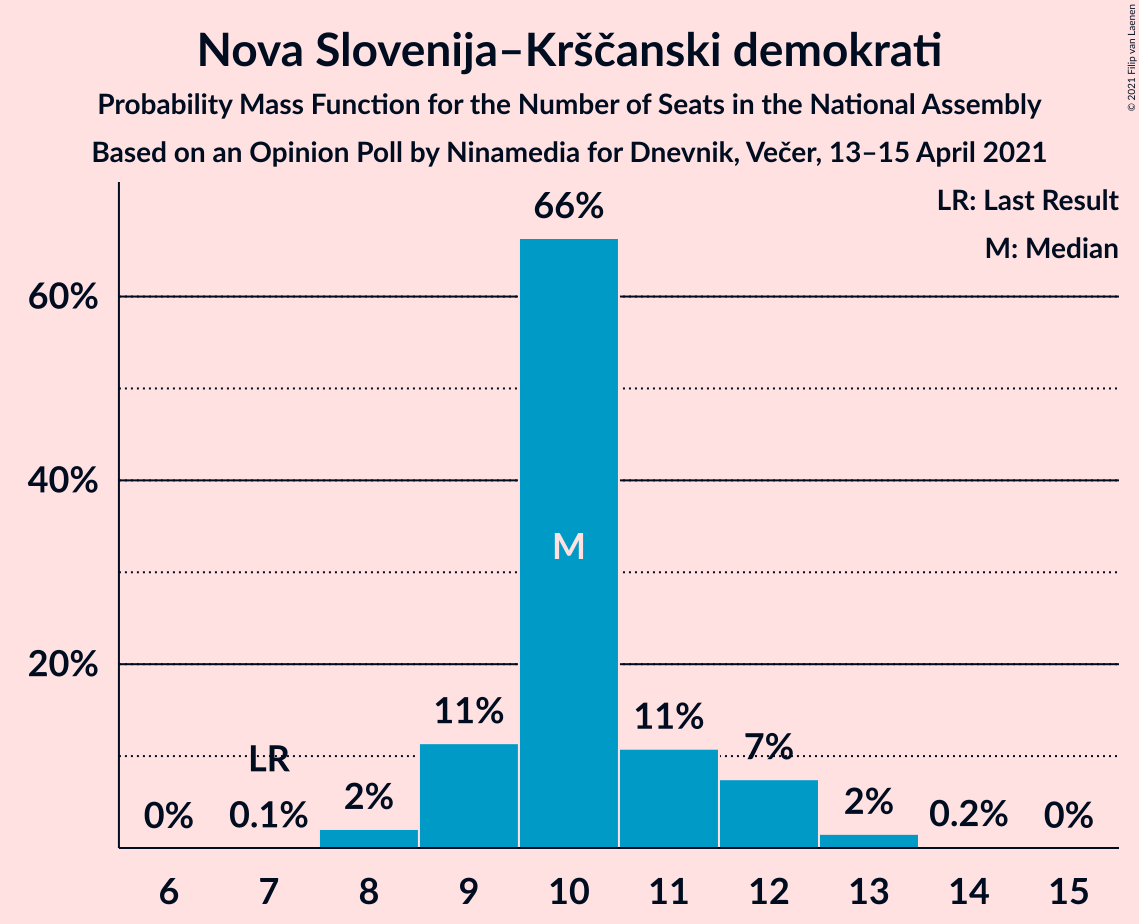 Nova Slovenija–Krščanski demokrati
Probability Mass Function for the Number of Seats in the National Assembly
Based on an Opinion Poll by Ninamedia for Dnevnik, Večer, 13–15 April 2021
© 2021 Filip van Laenen
LR: Last Result
M: Median
66%
60%
40%
M
20%
11%
11%
7%
LR
2%
2%
0%
0.1%
0.2%
0%
6 7 8 9 10 11 12 13 14 15